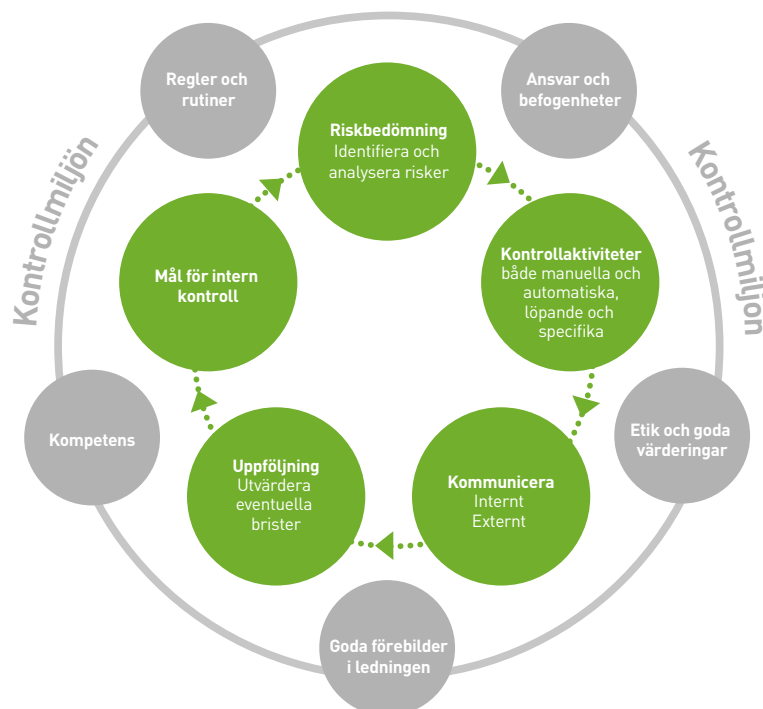 Regler och
rutiner
Ansvar och
befogenheter
Riskbedömning
Identifiera och
analysera risker
Kontrollmiljön
Kontrollmiljön
Mål för intern
kontroll
Kontrollaktiviteter
både manuella och
automatiska,
löpande och
specifika
Kompetens
Etik och goda
värderingar
Uppföljning
Utvärdera
eventuella
brister
Kommunicera
Internt
Externt
Goda förebilder
i ledningen